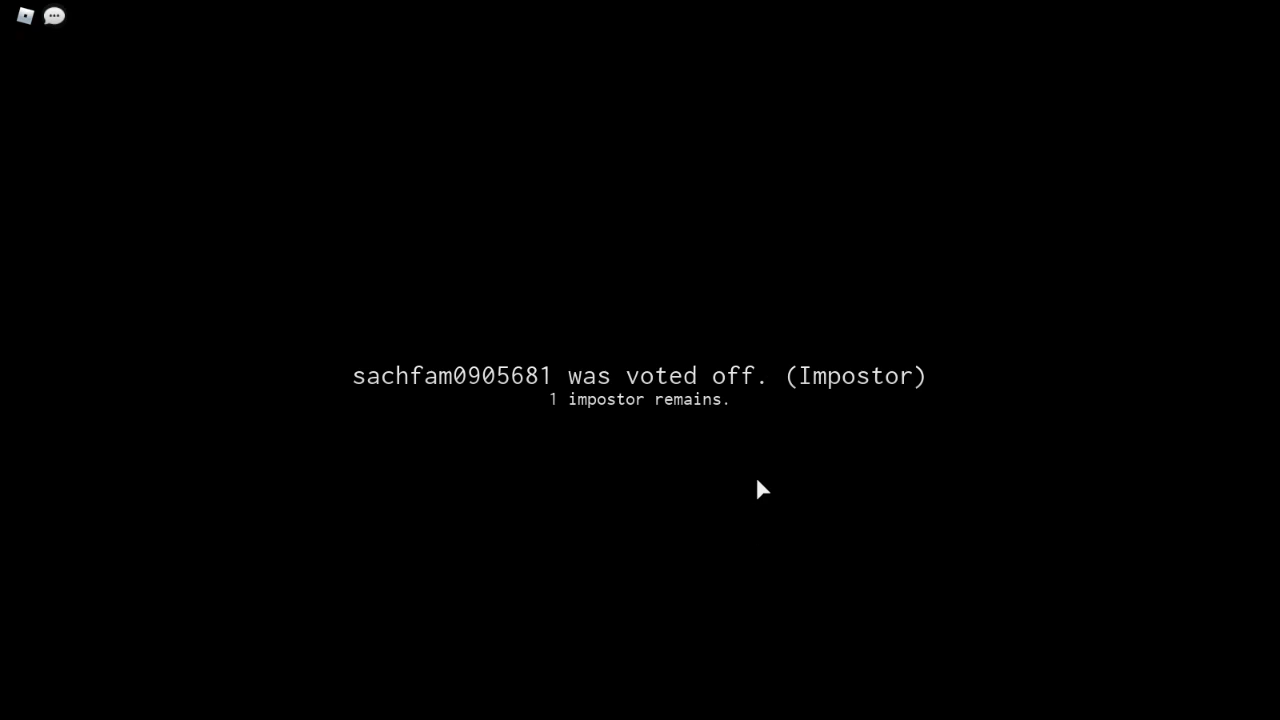 sachfam0905681 was voted off. (Impostor)
1 impostor remains.